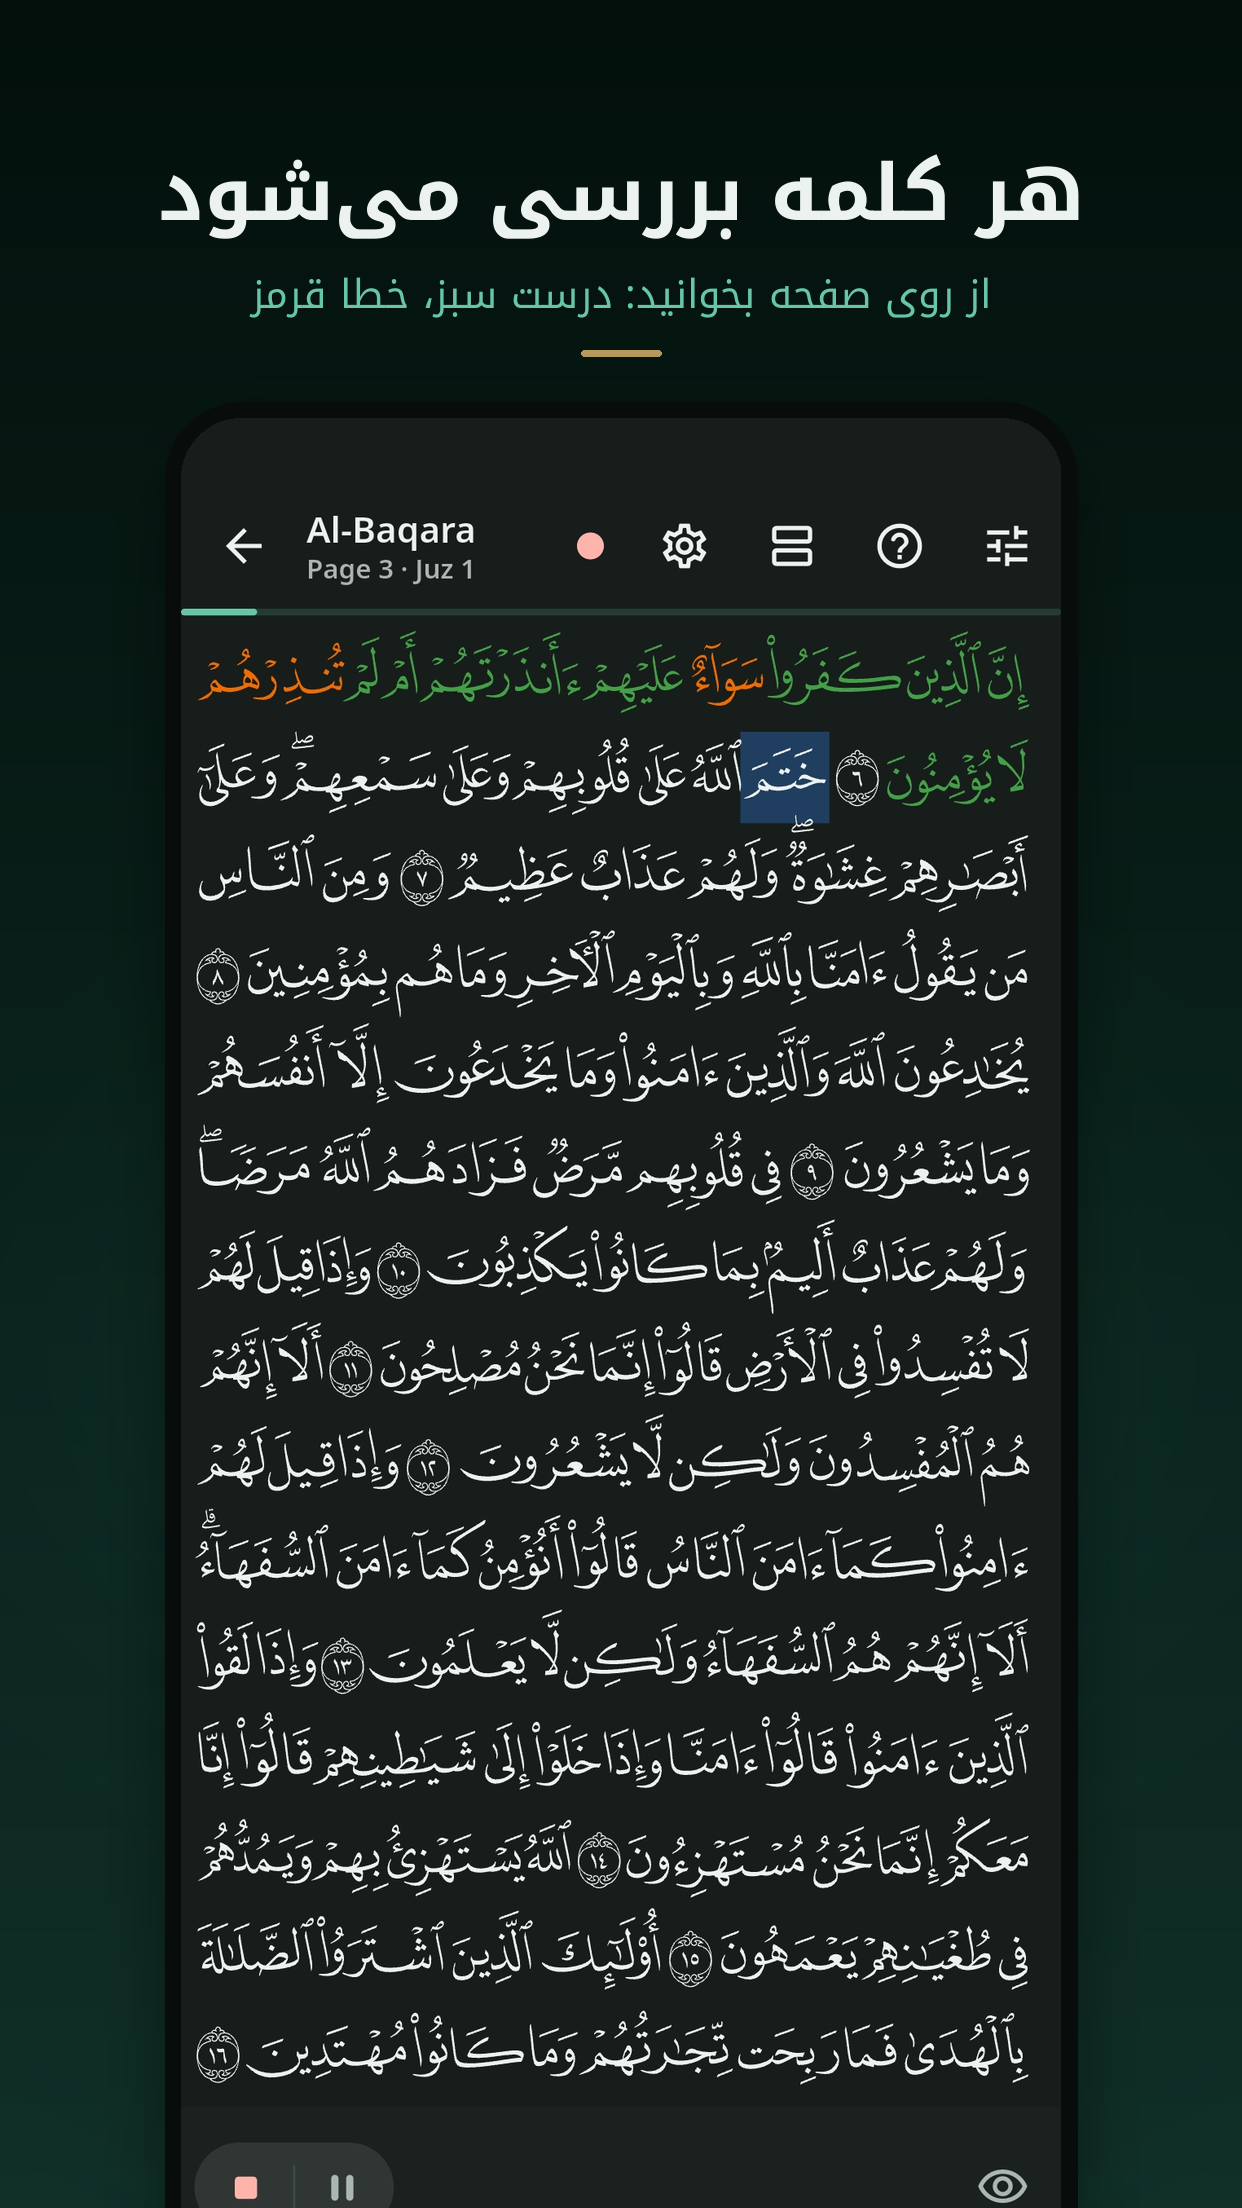 هر کلمه بررسی می‌شود
از روی صفحه بخوانید: درست سبز، خطا قرمز
Al-Baqara
Page 3 · Juz 1
إِنَّ ٱلَّذِينَ كَفَرُوا۟ سَوَآءٌ عَلَيْهِمْ ءَأَنذَرْتَهُمْ أَمْ لَمْ تُنذِرْهُمْ
لَا يُؤْمِنُونَ ٦ خَتَمَ ٱللَّهُ عَلَىٰ قُلُوبِهِمْ وَعَلَىٰ سَمْعِهِمْ ۖ وَعَلَىٰٓ
أَبْصَـٰرِهِمْ غِشَـٰوَةٌ ۖ وَلَهُمْ عَذَابٌ عَظِيمٌ ٧ وَمِنَ ٱلنَّاسِ
مَن يَقُولُ ءَامَنَّا بِٱللَّهِ وَبِٱلْيَوْمِ ٱلْـَٔاخِرِ وَمَا هُم بِمُؤْمِنِينَ ٨
يُخَـٰدِعُونَ ٱللَّهَ وَٱلَّذِينَ ءَامَنُوا۟ وَمَا يَخْدَعُونَ إِلَّآ أَنفُسَهُمْ
وَمَا يَشْعُرُونَ ٩ فِى قُلُوبِهِم مَّرَضٌ فَزَادَهُمُ ٱللَّهُ مَرَضًا ۖ
وَلَهُمْ عَذَابٌ أَلِيمٌۢ بِمَا كَانُوا۟ يَكْذِبُونَ ١٠ وَإِذَا قِيلَ لَهُمْ
لَا تُفْسِدُوا۟ فِى ٱلْأَرْضِ قَالُوٓا۟ إِنَّمَا نَحْنُ مُصْلِحُونَ ١١ أَلَآ إِنَّهُمْ
هُمُ ٱلْمُفْسِدُونَ وَلَـٰكِن لَّا يَشْعُرُونَ ١٢ وَإِذَا قِيلَ لَهُمْ
ءَامِنُوا۟ كَمَآ ءَامَنَ ٱلنَّاسُ قَالُوٓا۟ أَنُؤْمِنُ كَمَآ ءَامَنَ ٱلسُّفَهَآءُ ۗ
أَلَآ إِنَّهُمْ هُمُ ٱلسُّفَهَآءُ وَلَـٰكِن لَّا يَعْلَمُونَ ١٣ وَإِذَا لَقُوا۟
ٱلَّذِينَ ءَامَنُوا۟ قَالُوٓا۟ ءَامَنَّا وَإِذَا خَلَوْا۟ إِلَىٰ شَيَـٰطِينِهِمْ قَالُوٓا۟ إِنَّا
مَعَكُمْ إِنَّمَا نَحْنُ مُسْتَهْزِءُونَ ١٤ ٱللَّهُ يَسْتَهْزِئُ بِهِمْ وَيَمُدُّهُمْ
فِى طُغْيَـٰنِهِمْ يَعْمَهُونَ ١٥ أُو۟لَـٰٓئِكَ ٱلَّذِينَ ٱشْتَرَوُا۟ ٱلضَّلَـٰلَةَ
بِٱلْهُدَىٰ فَمَا رَبِحَت تِّجَـٰرَتُهُمْ وَمَا كَانُوا۟ مُهْتَدِينَ ١٦